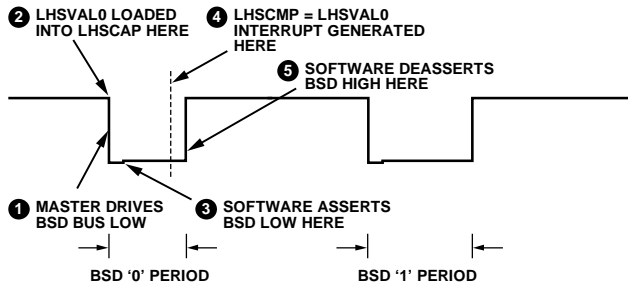 2 LHSVAL0 LOADED
INTO LHSCAP HERE
4 LHSCMP = LHSVAL0
INTERRUPT GENERATED
HERE
5 SOFTWARE DEASSERTS
BSD HIGH HERE
1 MASTER DRIVES
BSD BUS LOW
3 SOFTWARE ASSERTS
BSD LOW HERE
BSD ‘0’ PERIOD
BSD ‘1’ PERIOD